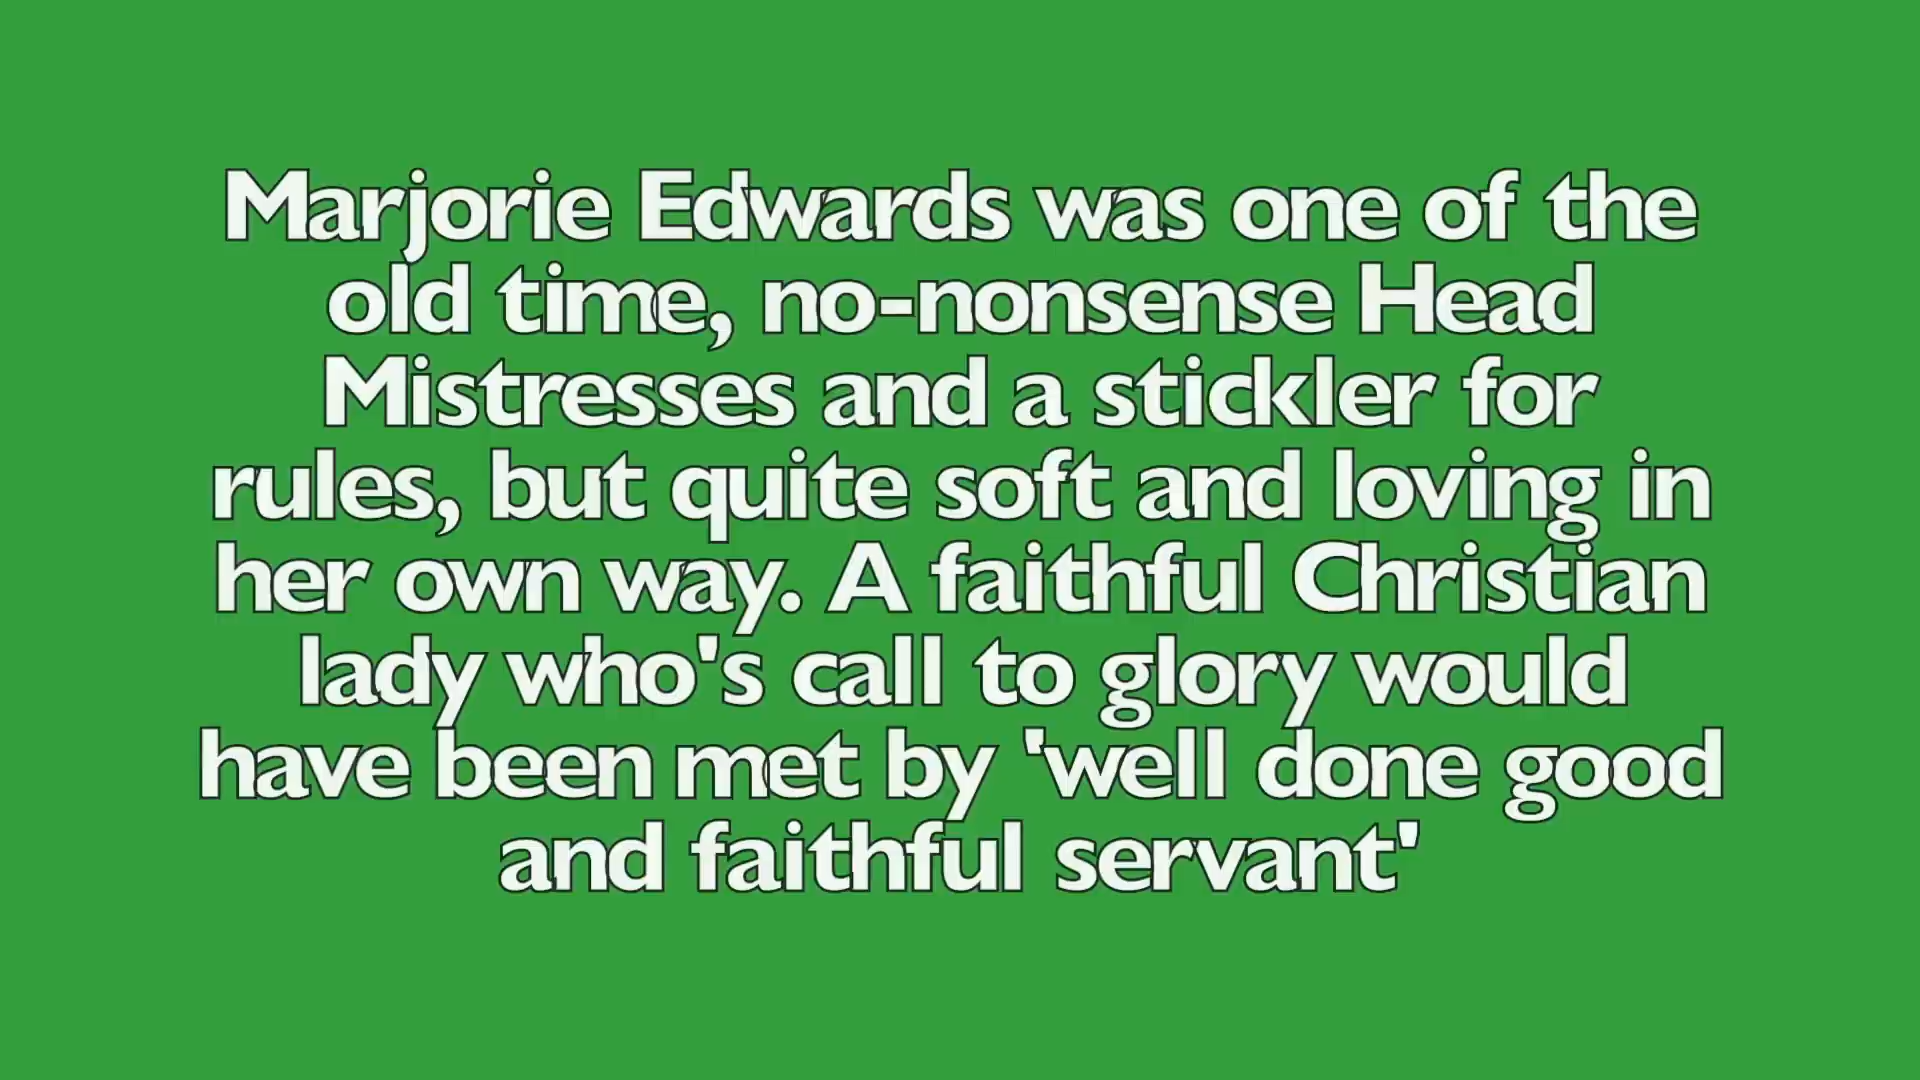 Marjorie Edwards was one of the
old time, no-nonsense Head
Mistresses and a stickler for
rules, but quite soft and loving in
her own way. A faithful Christian
lady who's call to glory would
have been met by 'well done good
and faithful servant'